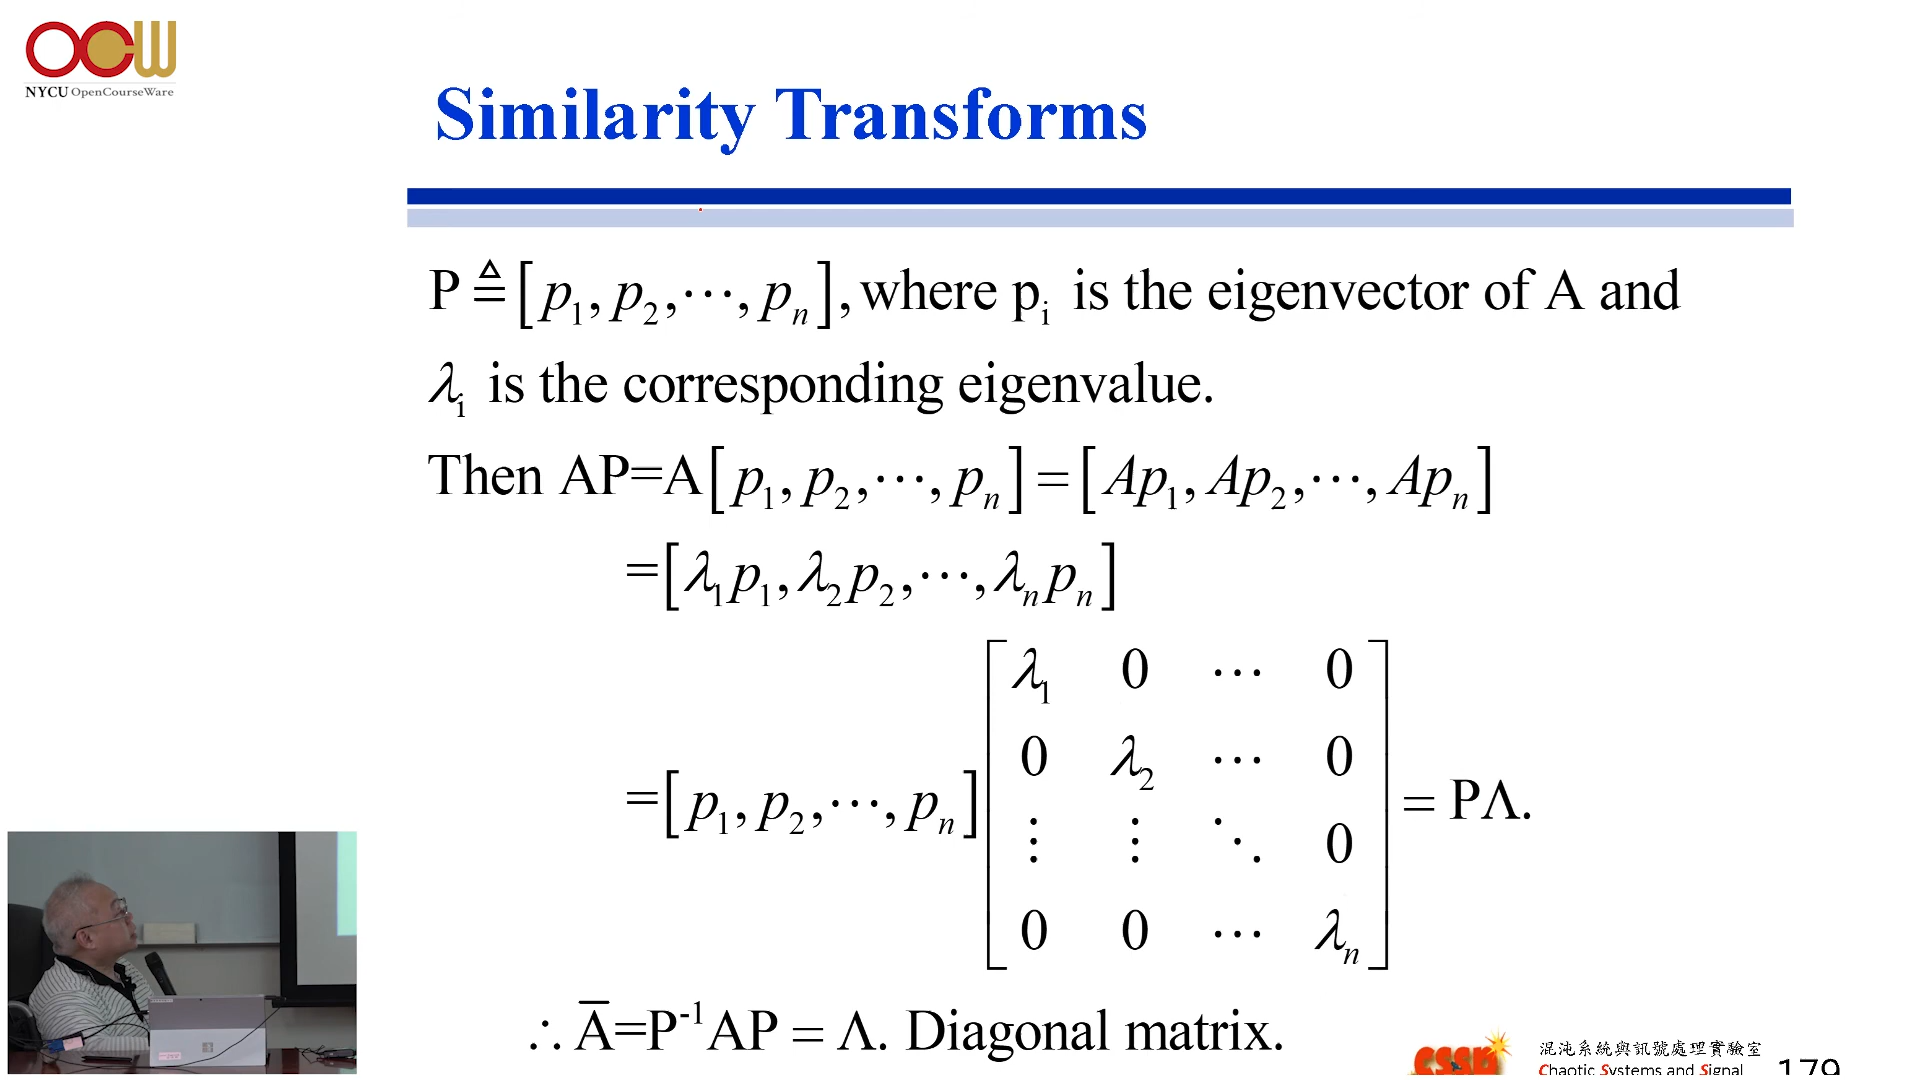 OCW
NYCU OpenCourseWare
Similarity Transforms
P ≜ [p₁, p₂, ⋯, pₙ], where pᵢ is the eigenvector of A and
λᵢ is the corresponding eigenvalue.
Then AP=A[p₁, p₂, ⋯, pₙ] = [Ap₁, Ap₂, ⋯, Apₙ]
=[λ₁p₁, λ₂p₂, ⋯, λₙpₙ]
=[p₁, p₂, ⋯, pₙ] [λ₁ 0 ⋯ 0
0 λ₂ ⋯ 0
⋮ ⋮ ⋱ 0
0 0 ⋯ λₙ] = PΛ.
∴ A̅=P⁻¹AP = Λ. Diagonal matrix.
CSSP
混沌系統與訊號處理實驗室
Chaotic Systems and Signal
179